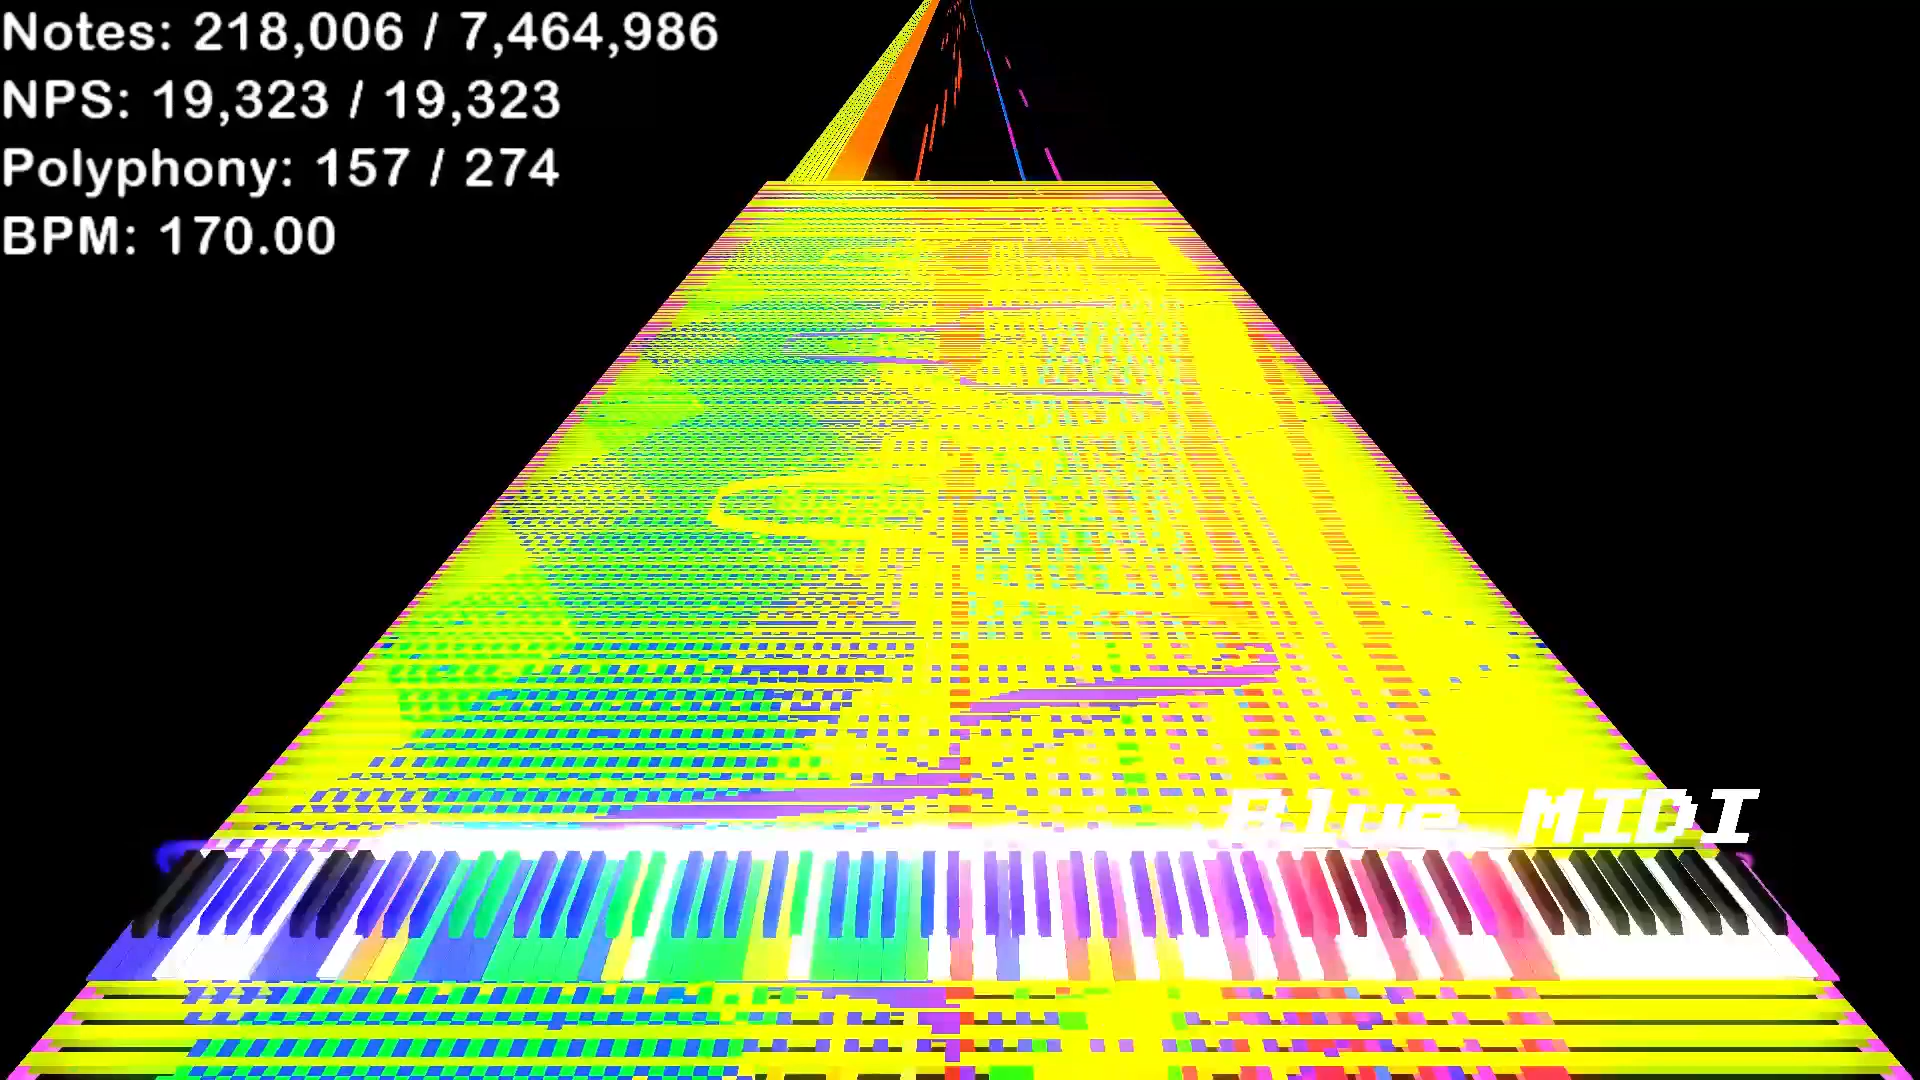 Notes: 218,006 / 7,464,986
NPS: 19,323 / 19,323
Polyphony: 157 / 274
BPM: 170.00
Blue MIDI